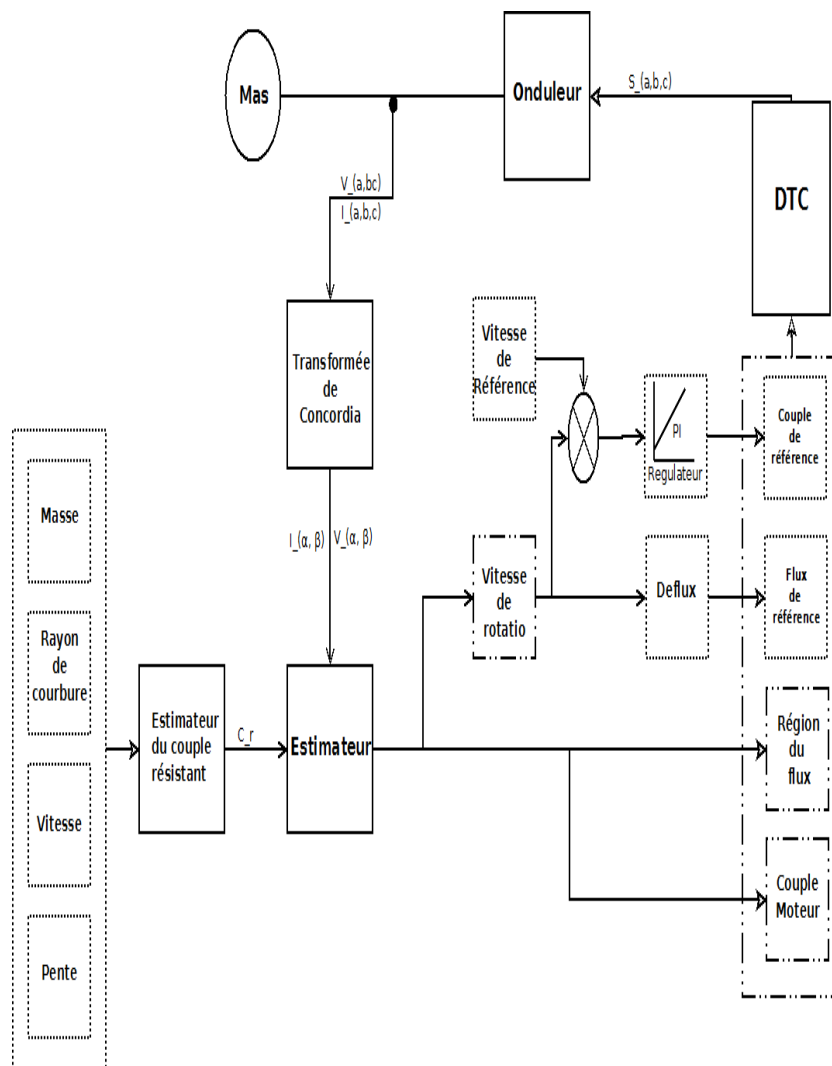 Mas
Onduleur
S_(a,b,c)
DTC
V_(a,bc)
I_(a,b,c)
Transformée
de
Concordia
Vitesse
de
Référence
PI
Regulateur
Couple
de
référence
Masse
I_(α, β) V_(α, β)
Vitesse
de
rotatio
Deflux
Flux
de
référence
Rayon
de
courbure
Estimateur
du couple
résistant
C_r
Estimateur
Région
du
flux
Vitesse
Couple
Moteur
Pente